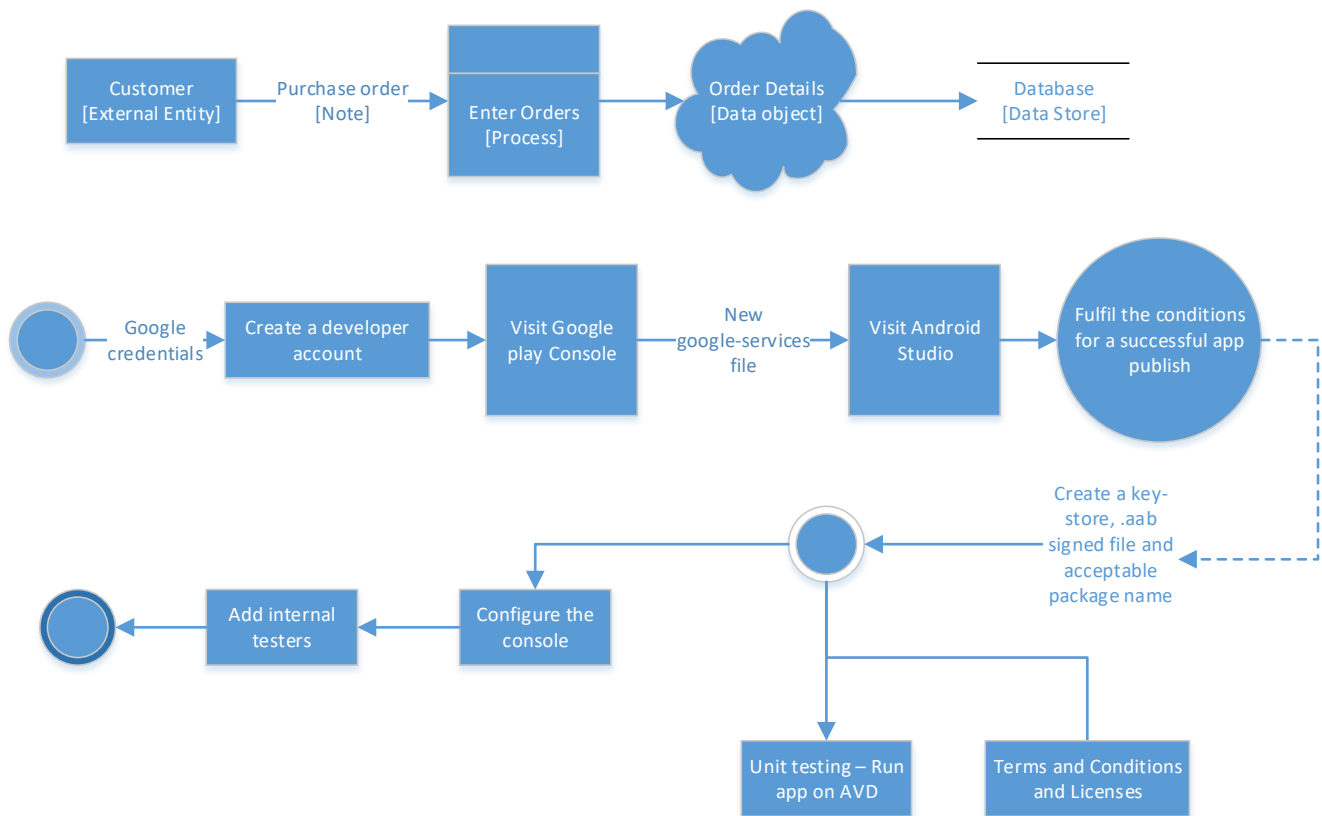 Customer
[External Entity]
Purchase order
[Note]
Enter Orders
[Process]
Order Details
[Data object]
Database
[Data Store]
Google
credentials
Create a developer
account
Visit Google
play Console
New
google-services
file
Visit Android
Studio
Fulfil the conditions
for a successful app
publish
Create a key-
store, .aab
signed file and
acceptable
package name
Configure the
console
Add internal
testers
Unit testing – Run
app on AVD
Terms and Conditions
and Licenses